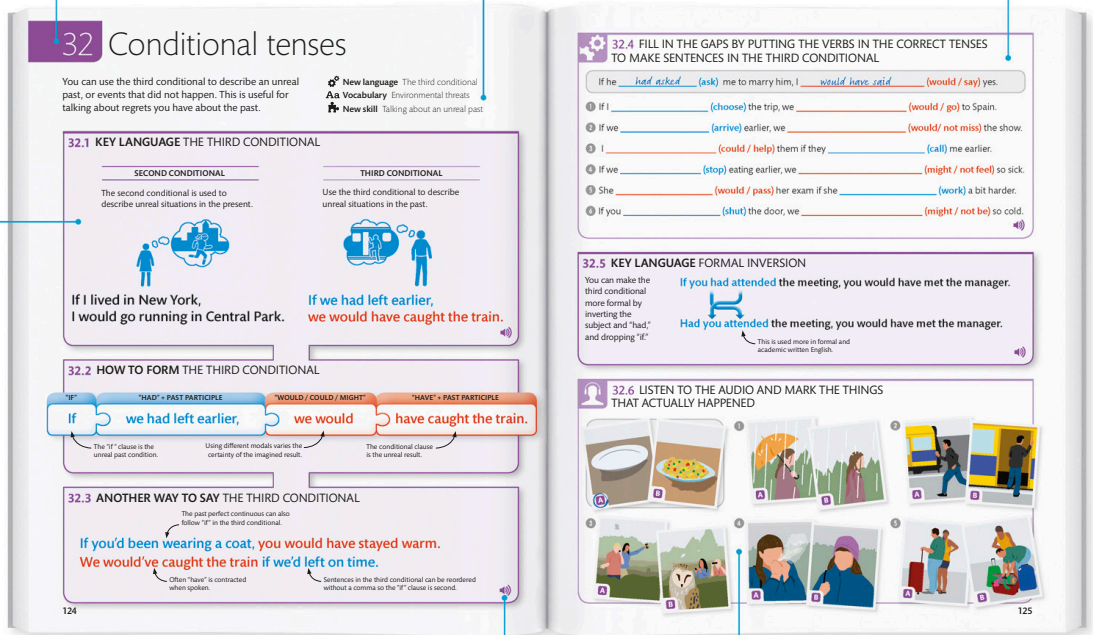 32 Conditional tenses
You can use the third conditional to describe an unreal
past, or events that did not happen. This is useful for
talking about regrets you have about the past.
New language The third conditional
Aa Vocabulary Environmental threats
New skill Talking about an unreal past
32.1 KEY LANGUAGE THE THIRD CONDITIONAL
SECOND CONDITIONAL
The second conditional is used to
describe unreal situations in the present.
If I lived in New York,
I would go running in Central Park.
THIRD CONDITIONAL
Use the third conditional to describe
unreal situations in the past.
If we had left earlier,
we would have caught the train.
32.2 HOW TO FORM THE THIRD CONDITIONAL
"IF" "HAD" + PAST PARTICIPLE "WOULD / COULD / MIGHT" "HAVE" + PAST PARTICIPLE
If we had left earlier, we would have caught the train.
The "if" clause is the
unreal past condition.
Using different modals varies the
certainty of the imagined result.
The conditional clause
is the unreal result.
32.3 ANOTHER WAY TO SAY THE THIRD CONDITIONAL
The past perfect continuous can also
follow "if" in the third conditional.
If you'd been wearing a coat, you would have stayed warm.
We would've caught the train if we'd left on time.
Often "have" is contracted
when spoken.
Sentences in the third conditional can be reordered
without a comma so the "if" clause is second.
124
32.4 FILL IN THE GAPS BY PUTTING THE VERBS IN THE CORRECT TENSES
TO MAKE SENTENCES IN THE THIRD CONDITIONAL
If he had asked (ask) me to marry him, I would have said (would / say) yes.
1 If I (choose) the trip, we (would / go) to Spain.
2 If we (arrive) earlier, we (would/ not miss) the show.
3 I (could / help) them if they (call) me earlier.
4 If we (stop) eating earlier, we (might / not feel) so sick.
5 She (would / pass) her exam if she (work) a bit harder.
6 If you (shut) the door, we (might / not be) so cold.
32.5 KEY LANGUAGE FORMAL INVERSION
You can make the
third conditional
more formal by
inverting the
subject and "had,"
and dropping "if."
If you had attended the meeting, you would have met the manager.
Had you attended the meeting, you would have met the manager.
This is used more in formal and
academic written English.
32.6 LISTEN TO THE AUDIO AND MARK THE THINGS
THAT ACTUALLY HAPPENED
A B
1 A B
2 A B
3 A B
4 A B
5 A B
125